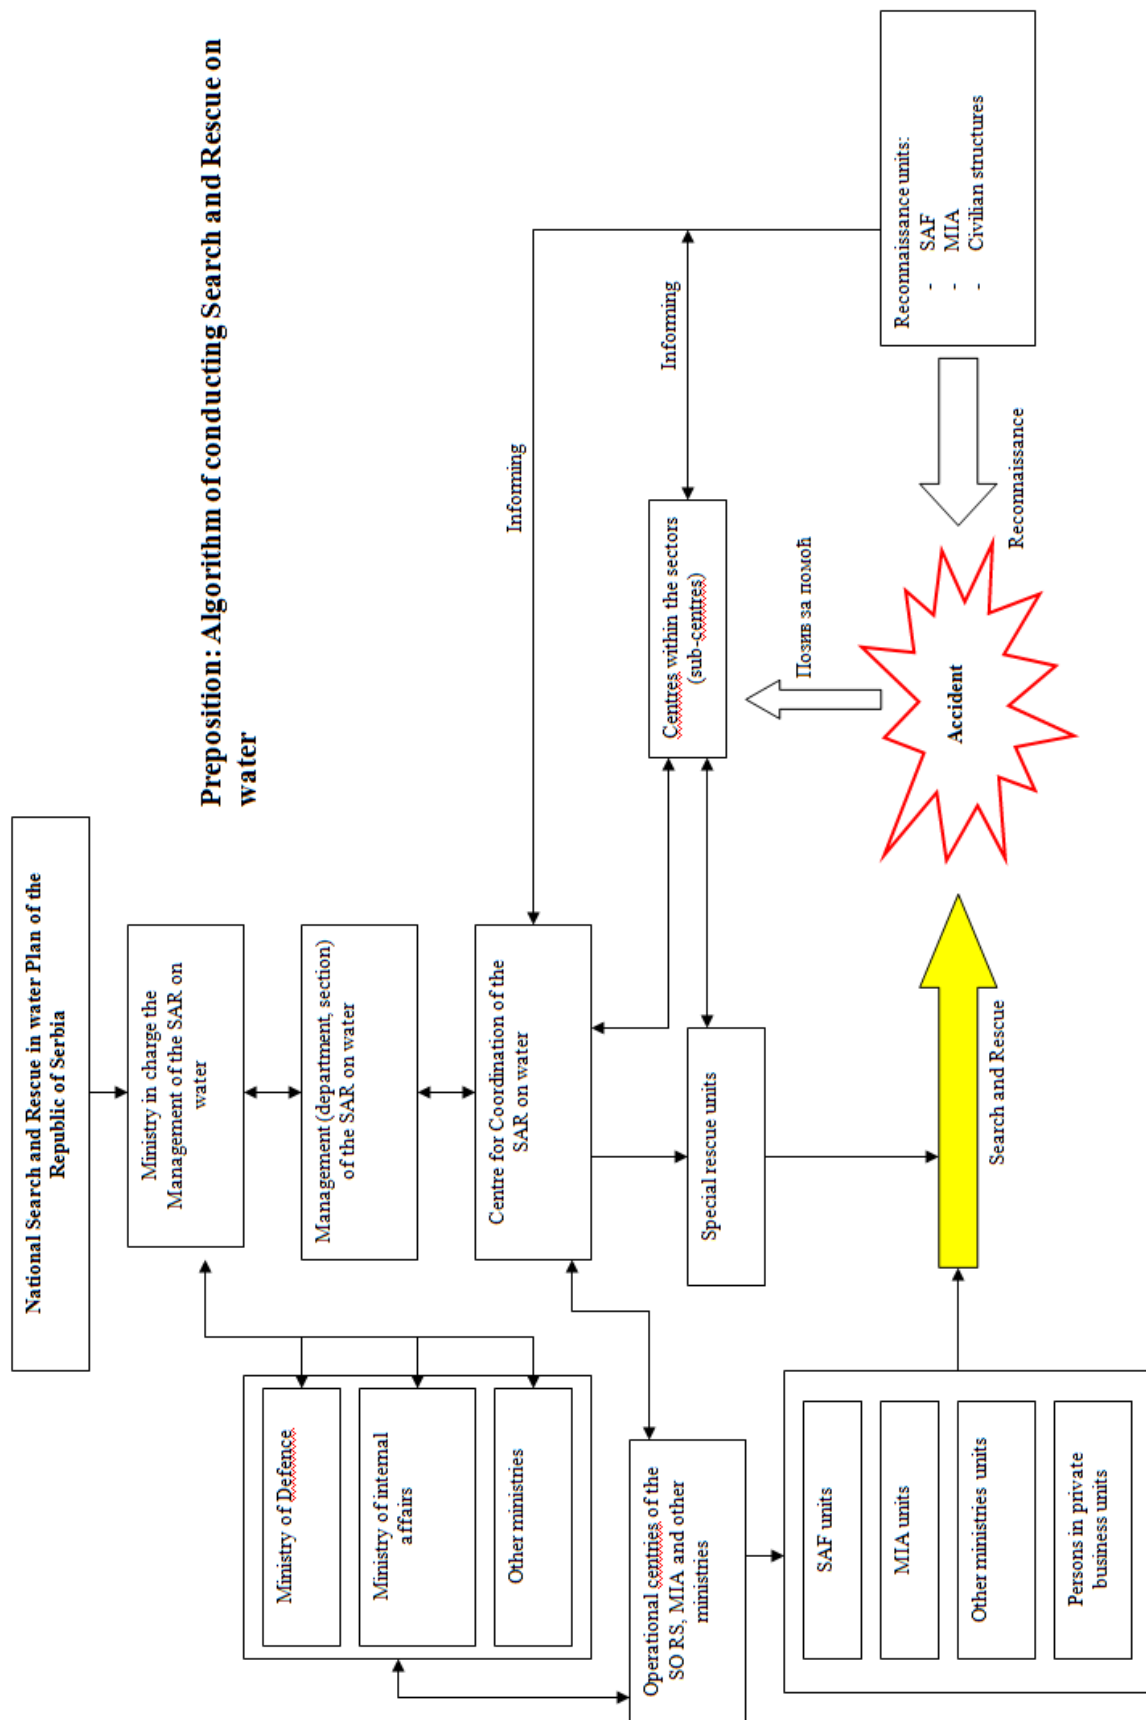 National Search and Rescue in water Plan of the
Republic of Serbia
Preposition: Algorithm of conducting Search and Rescue on
water
Ministry in charge the
Management of the SAR on
water
Ministry of Defence
Ministry of internal
affairs
Other ministries
Management (department, section)
of the SAR on water
Centre for Coordination of the
SAR on water
Informing
Operational centries of the
SO RS, MIA and other
ministries
Special rescue units
Centres within the sectors
(sub-centres)
Informing
SAF units
MIA units
Other ministries units
Persons in private
business units
Search and Rescue
Позив за помоћ
Accident
Reconnaissance
Reconnaissance units:
- SAF
- MIA
- Civilian structures